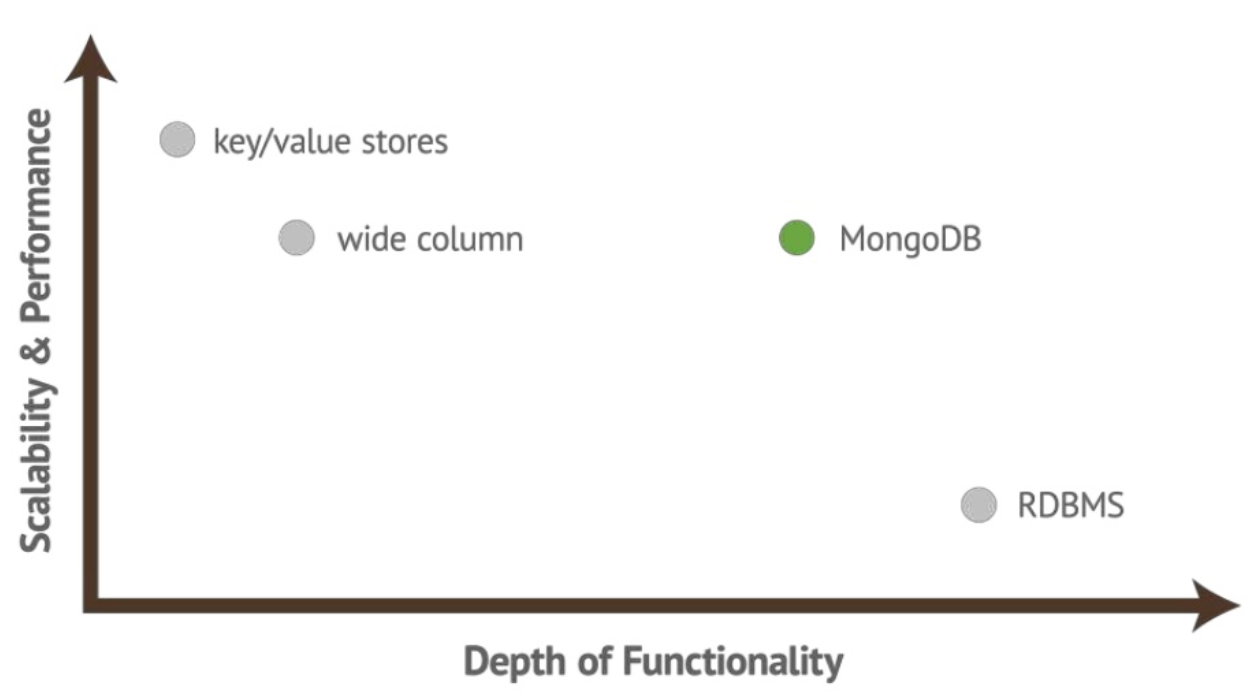 Scalability & Performance
key/value stores
wide column
MongoDB
RDBMS
Depth of Functionality